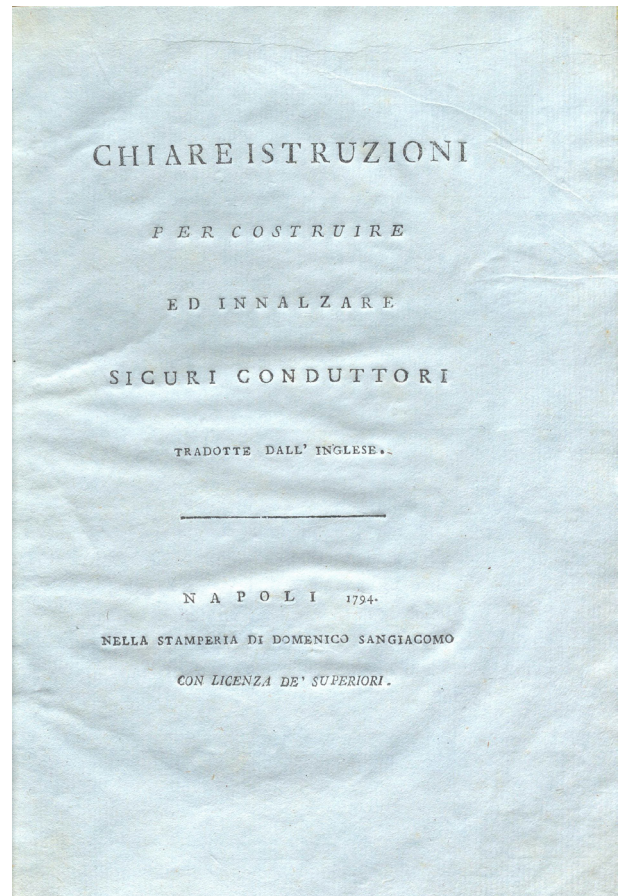 CHIARE ISTRUZIONI
PER COSTRUIRE
ED INNALZARE
SICURI CONDUTTORI
TRADOTTE DALL' INGLESE.
NAPOLI 1794.
NELLA STAMPERIA DI DOMENICO SANGIACOMO
CON LICENZA DE' SUPERIORI.